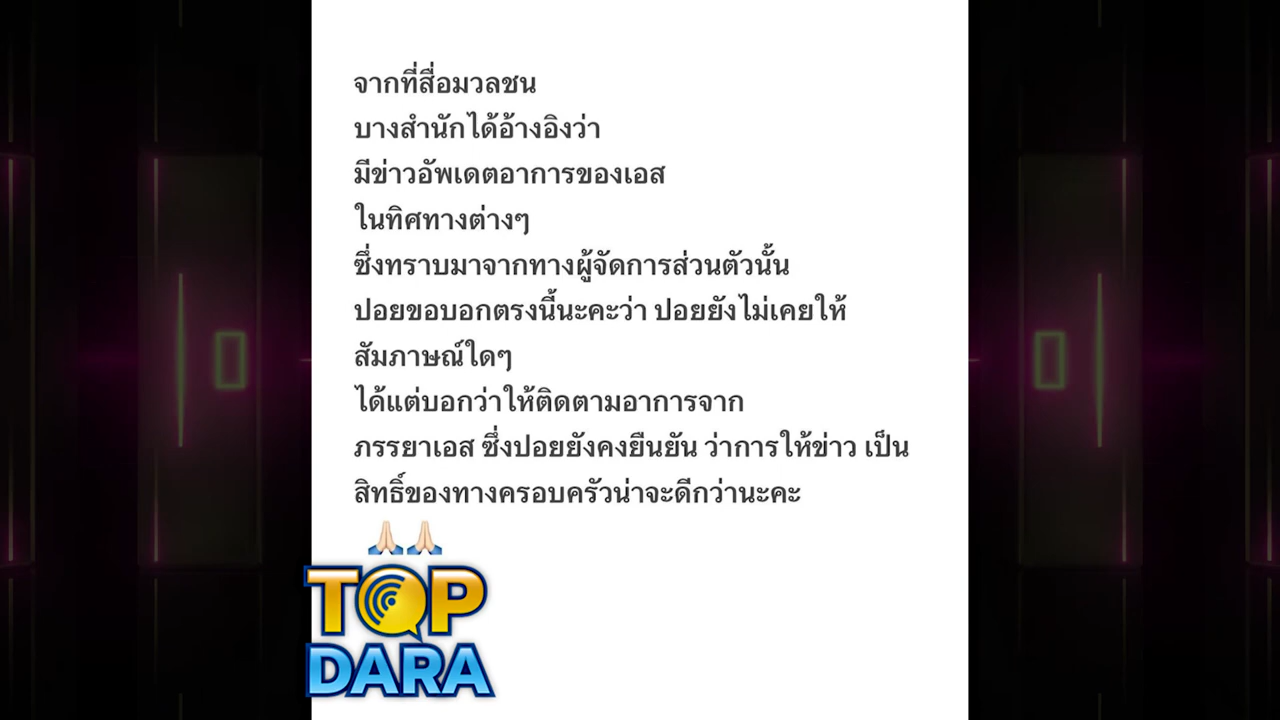 จากที่สื่อมวลชน
บางสำนักได้อ้างอิงว่า
มีข่าวอัพเดตอาการของเอส
ในทิศทางต่างๆ
ซึ่งทราบมาจากทางผู้จัดการส่วนตัวนั้น
ปอยขอบอกตรงนี้นะคะว่า ปอยยังไม่เคยให้
สัมภาษณ์ใดๆ
ได้แต่บอกว่าให้ติดตามอาการจาก
ภรรยาเอส ซึ่งปอยยังคงยืนยัน ว่าการให้ข่าว เป็น
สิทธิ์ของทางครอบครัวน่าจะดีกว่านะคะ
🙏🏻🙏🏻
TOP
DARA